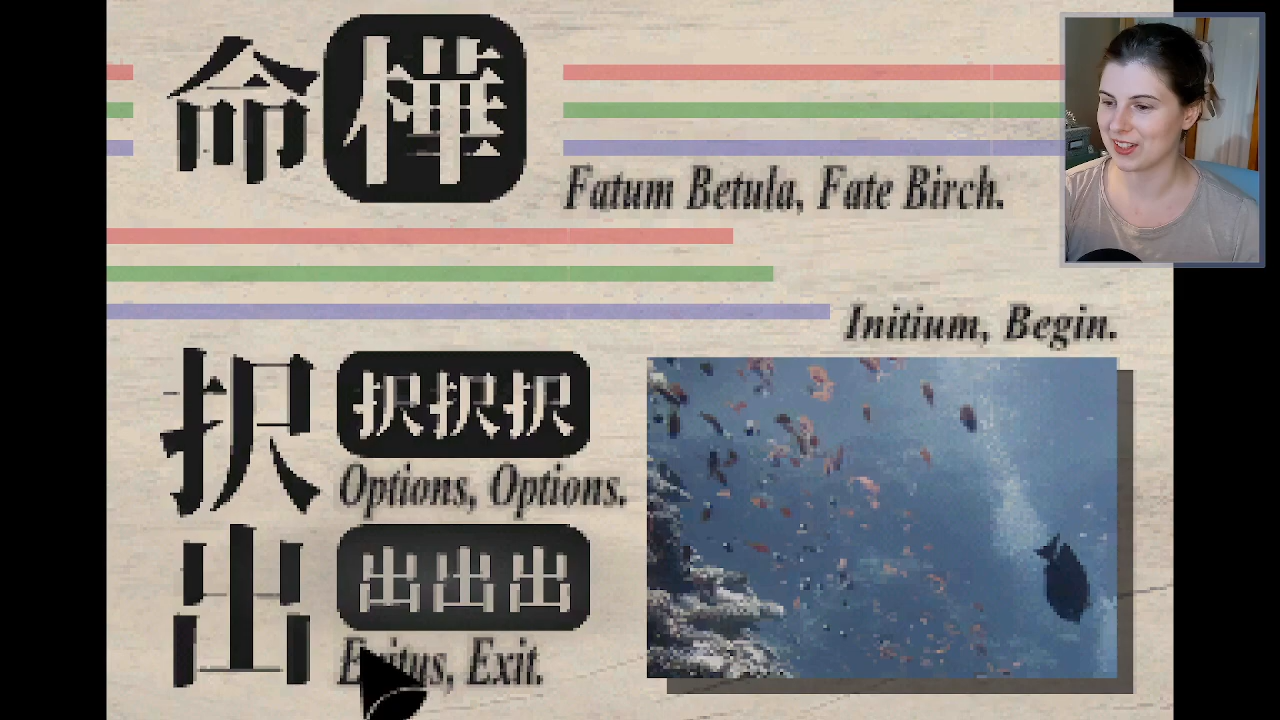 命樺
Fatum Betula, Fate Birch.
Initium, Begin.
択 択択択
Options, Options.
出 出出出
Exitus, Exit.